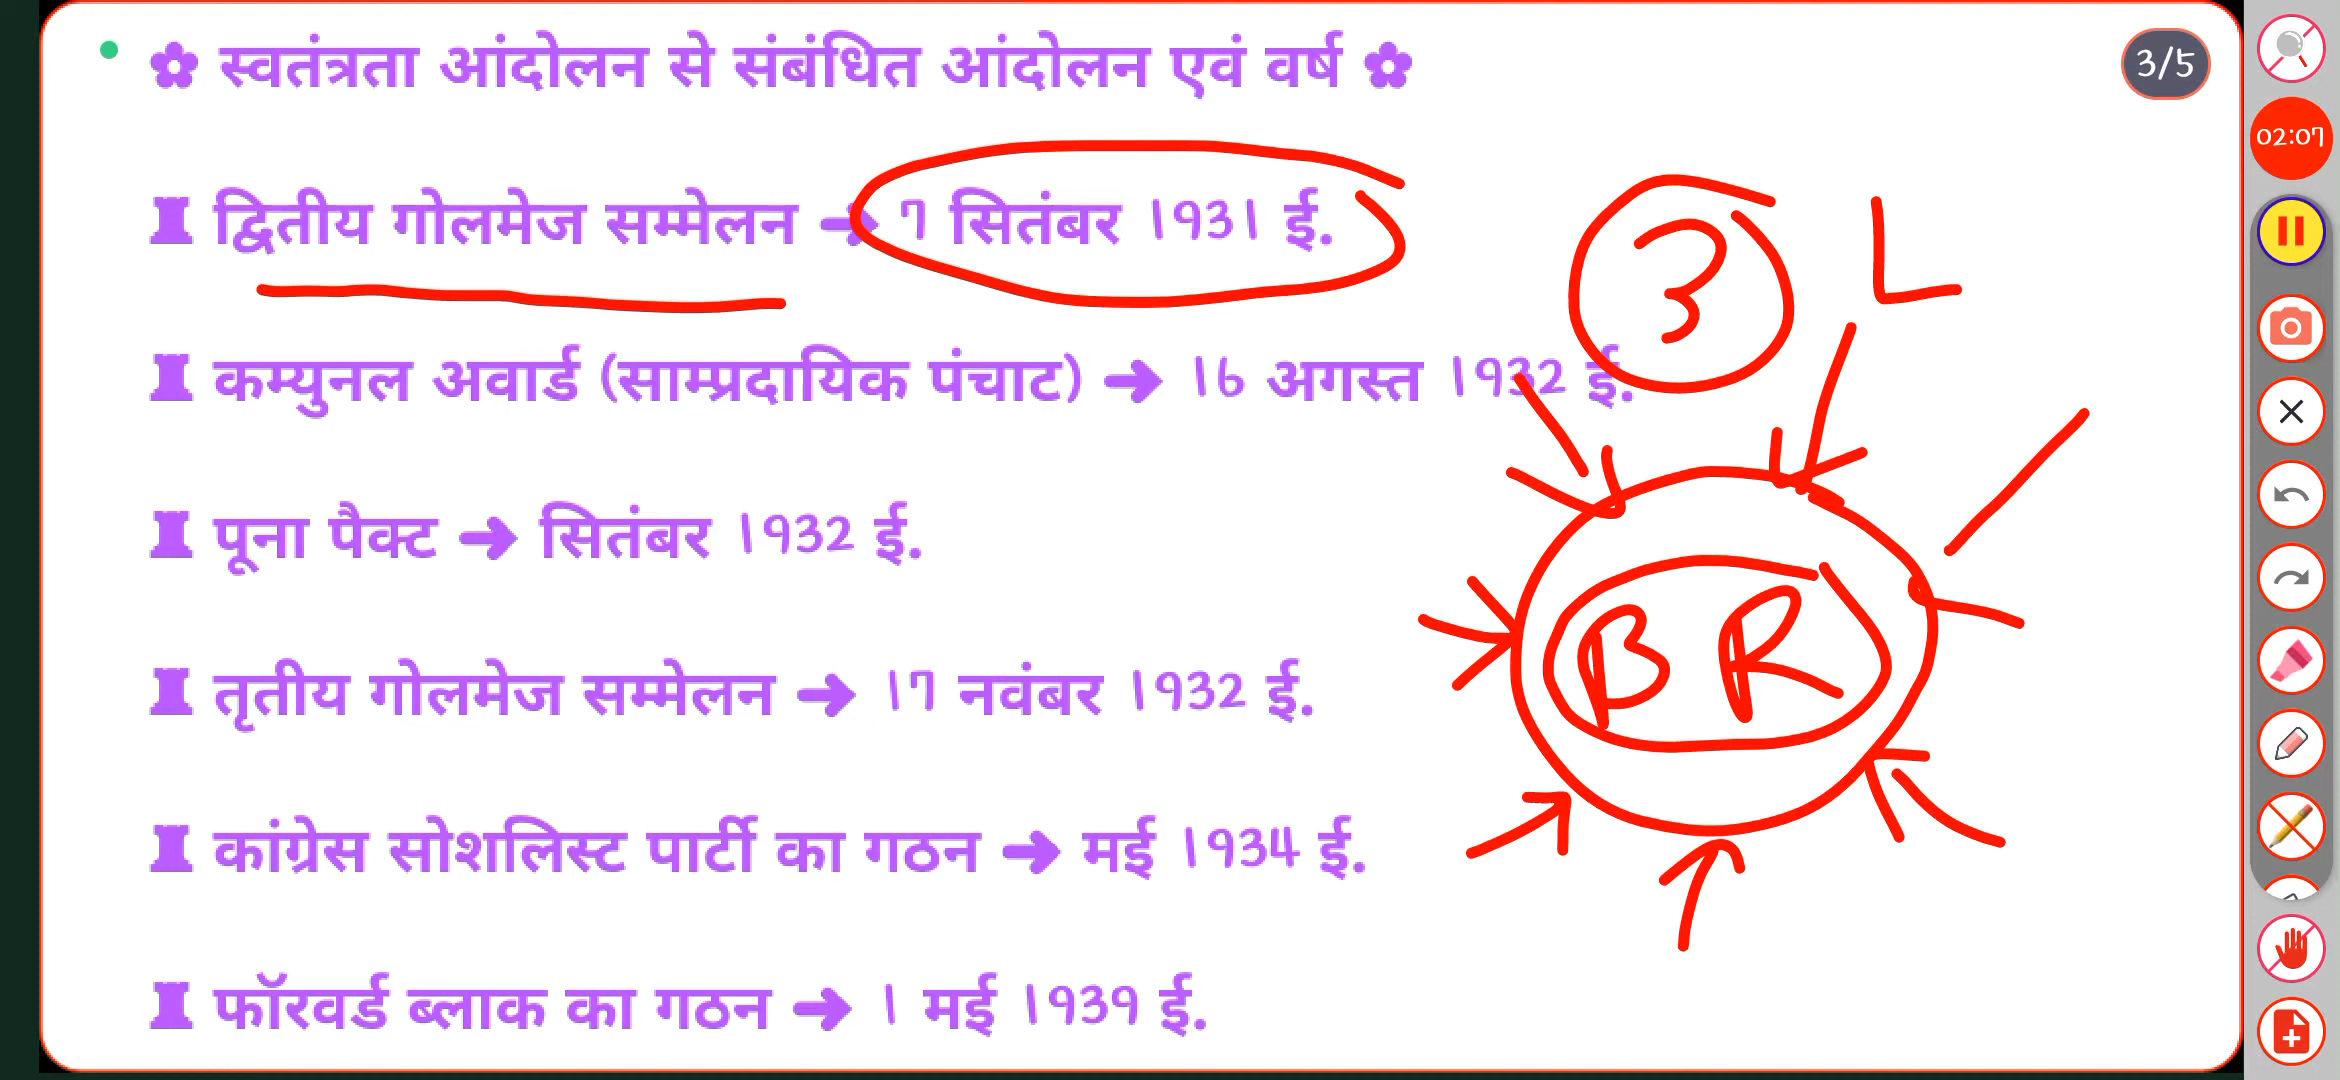 ✿ स्वतंत्रता आंदोलन से संबंधित आंदोलन एवं वर्ष ✿
3/5
02:07
♜ द्वितीय गोलमेज सम्मेलन ➜ 7 सितंबर 1931 ई.
3 L
♜ कम्युनल अवार्ड (साम्प्रदायिक पंचाट) ➜ 16 अगस्त 1932 ई.
♜ पूना पैक्ट ➜ सितंबर 1932 ई.
B R
♜ तृतीय गोलमेज सम्मेलन ➜ 17 नवंबर 1932 ई.
♜ कांग्रेस सोशलिस्ट पार्टी का गठन ➜ मई 1934 ई.
♜ फॉरवर्ड ब्लाक का गठन ➜ 1 मई 1939 ई.